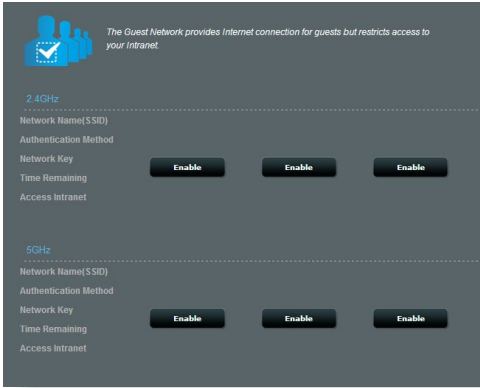 The Guest Network provides Internet connection for guests but restricts access to
your Intranet.
2.4GHz
Network Name(SSID)
Authentication Method
Network Key
Enable Enable Enable
Time Remaining
Access Intranet
5GHz
Network Name(SSID)
Authentication Method
Network Key
Enable Enable Enable
Time Remaining
Access Intranet